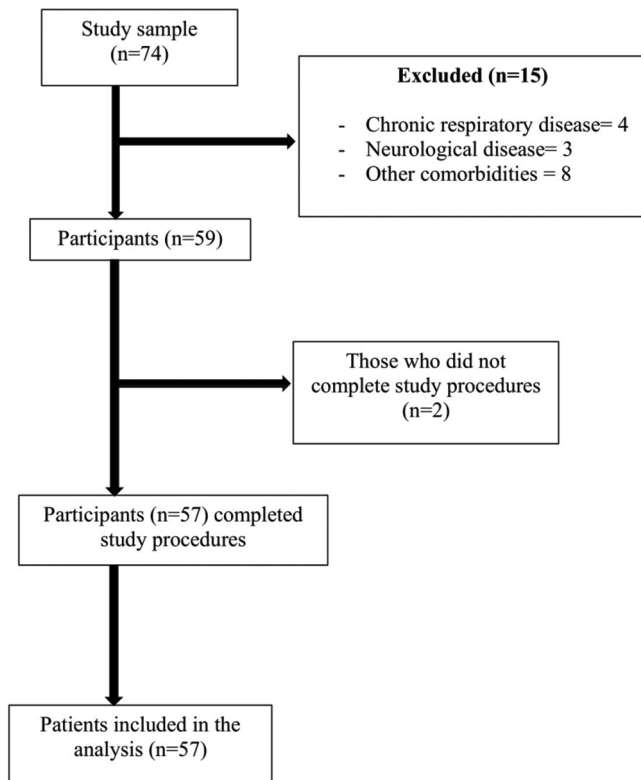 Study sample
(n=74)
Excluded (n=15)
- Chronic respiratory disease= 4
- Neurological disease= 3
- Other comorbidities = 8
Participants (n=59)
Those who did not
complete study procedures
(n=2)
Participants (n=57) completed
study procedures
Patients included in the
analysis (n=57)